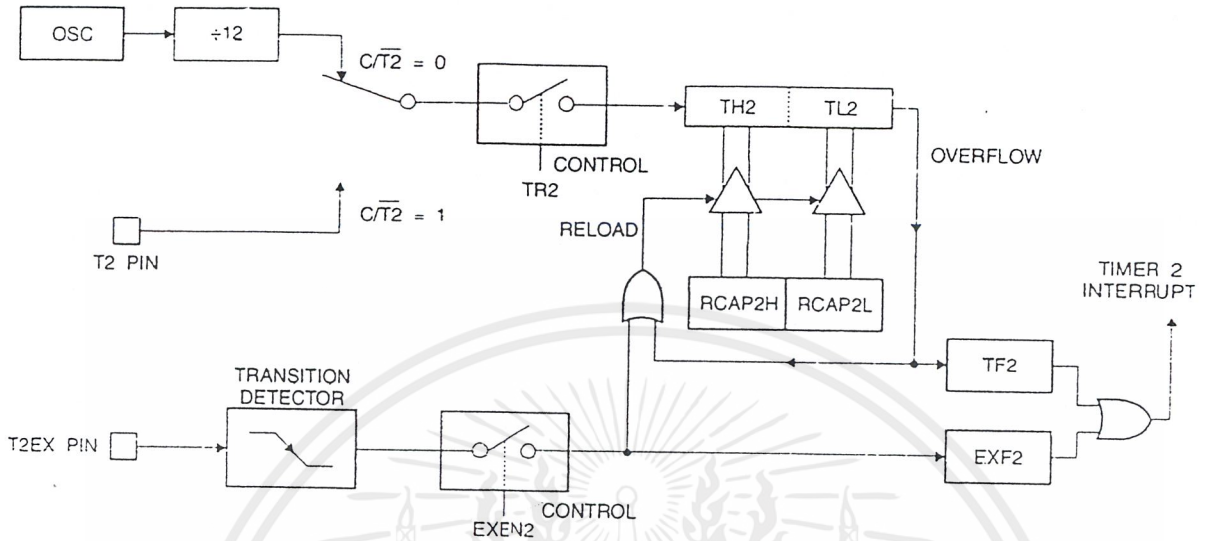 OSC
÷12
C/T2̅ = 0
TH2
TL2
OVERFLOW
CONTROL
TR2
C/T2̅ = 1
T2 PIN
RELOAD
TIMER 2
INTERRUPT
RCAP2H
RCAP2L
TRANSITION
DETECTOR
TF2
T2EX PIN
EXF2
CONTROL
EXEN2